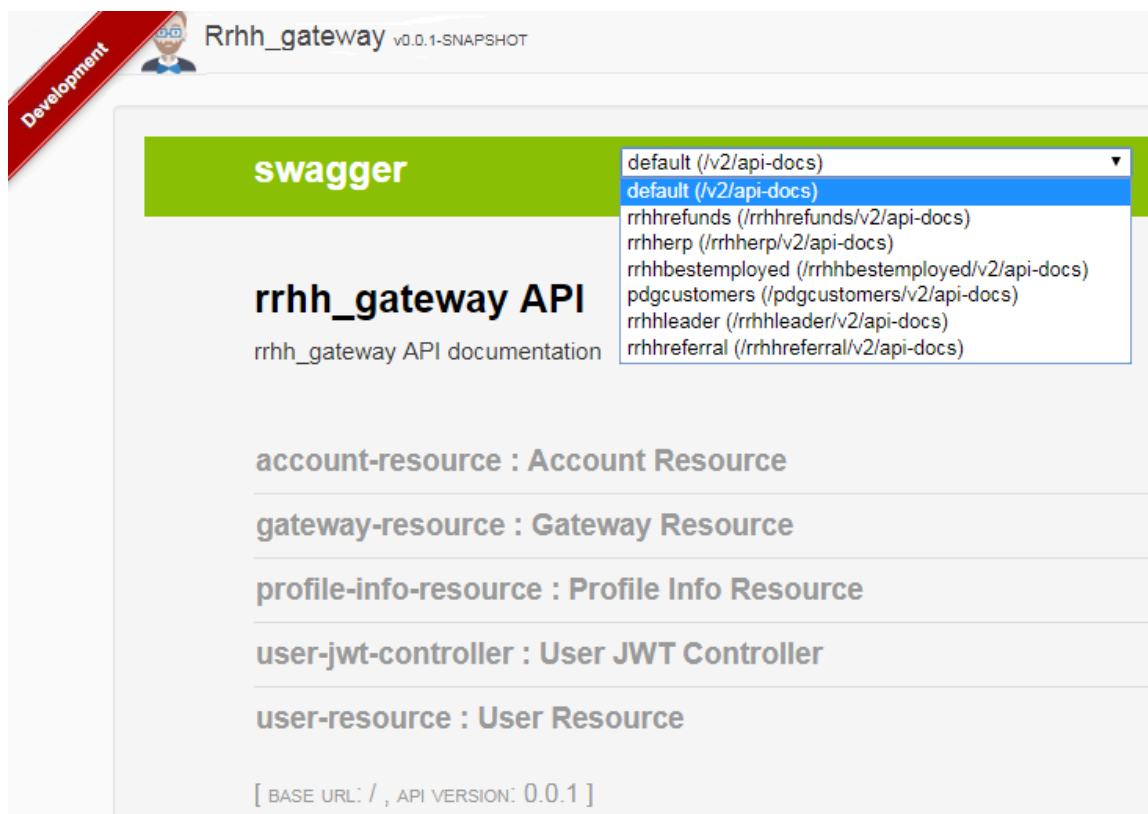 Development
Rrhh_gateway v0.0.1-SNAPSHOT
swagger
default (/v2/api-docs)
default (/v2/api-docs)
rrhhrefunds (/rrhhrefunds/v2/api-docs)
rrhherp (/rrhherp/v2/api-docs)
rrhhbestemployed (/rrhhbestemployed/v2/api-docs)
pdgcustomers (/pdgcustomers/v2/api-docs)
rrhhleader (/rrhhleader/v2/api-docs)
rrhhreferral (/rrhhreferral/v2/api-docs)
rrhh_gateway API
rrhh_gateway API documentation
account-resource : Account Resource
gateway-resource : Gateway Resource
profile-info-resource : Profile Info Resource
user-jwt-controller : User JWT Controller
user-resource : User Resource
[ BASE URL: / , API VERSION: 0.0.1 ]